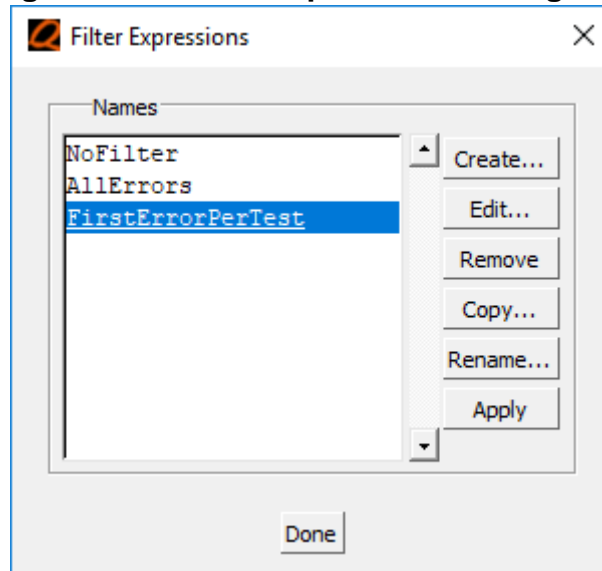 Filter Expressions
Names
NoFilter
AllErrors
FirstErrorPerTest
Create...
Edit...
Remove
Copy...
Rename...
Apply
Done